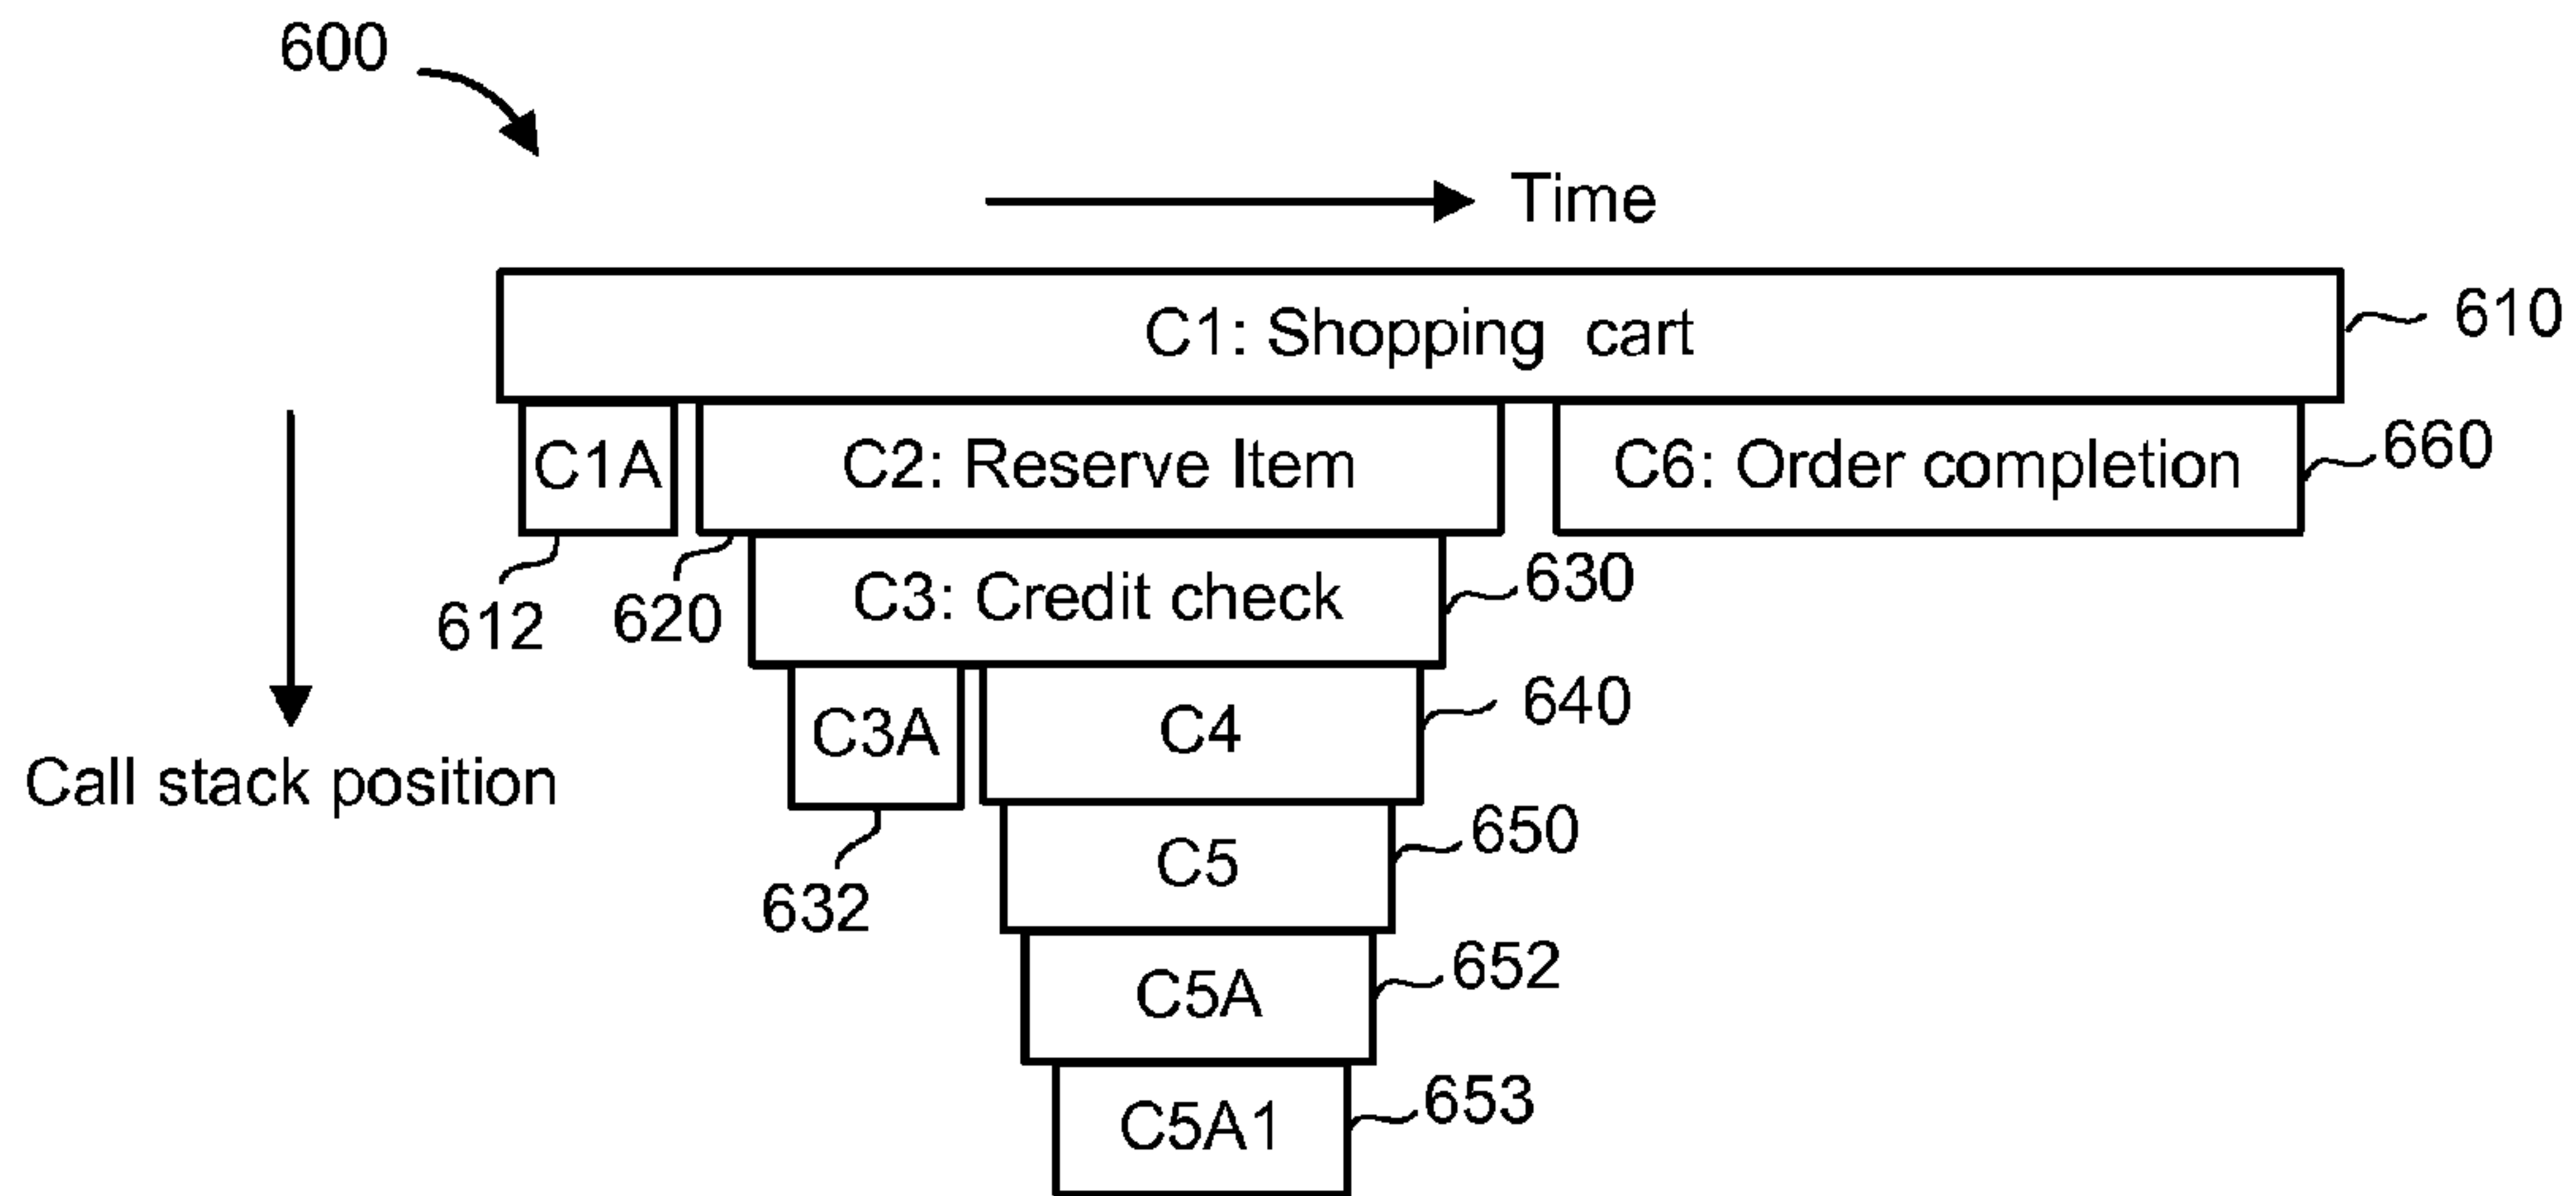 600
Time
C1: Shopping cart
610
C1A
C2: Reserve Item
C6: Order completion
660
612
620
C3: Credit check
630
C3A
C4
640
Call stack position
632
C5
650
C5A
652
C5A1
653